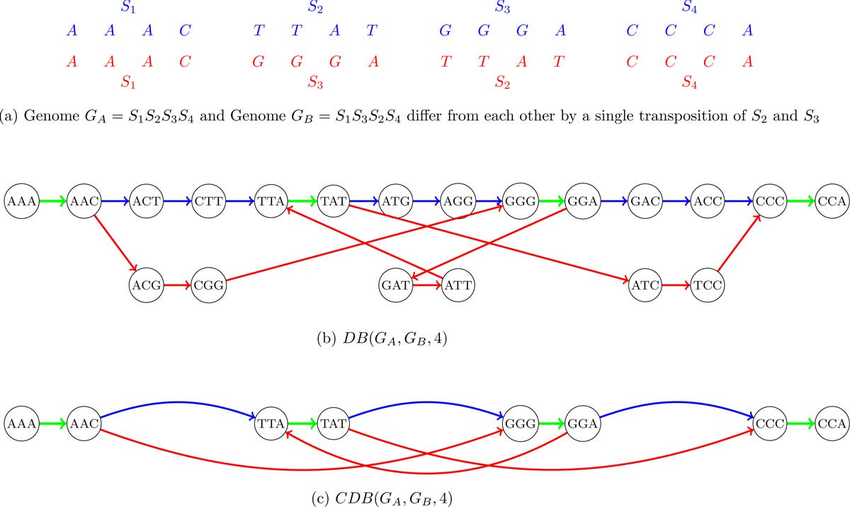 S1 S2 S3 S4
A A A C T T A T G G G A C C C A
A A A C G G G A T T A T C C C A
S1 S3 S2 S4
(a) Genome GA = S1S2S3S4 and Genome GB = S1S3S2S4 differ from each other by a single transposition of S2 and S3
AAA AAC ACT CTT TTA TAT ATG AGG GGG GGA GAC ACC CCC CCA
ACG CGG GAT ATT ATC TCC
(b) DB(GA, GB, 4)
AAA AAC TTA TAT GGG GGA CCC CCA
(c) CDB(GA, GB, 4)